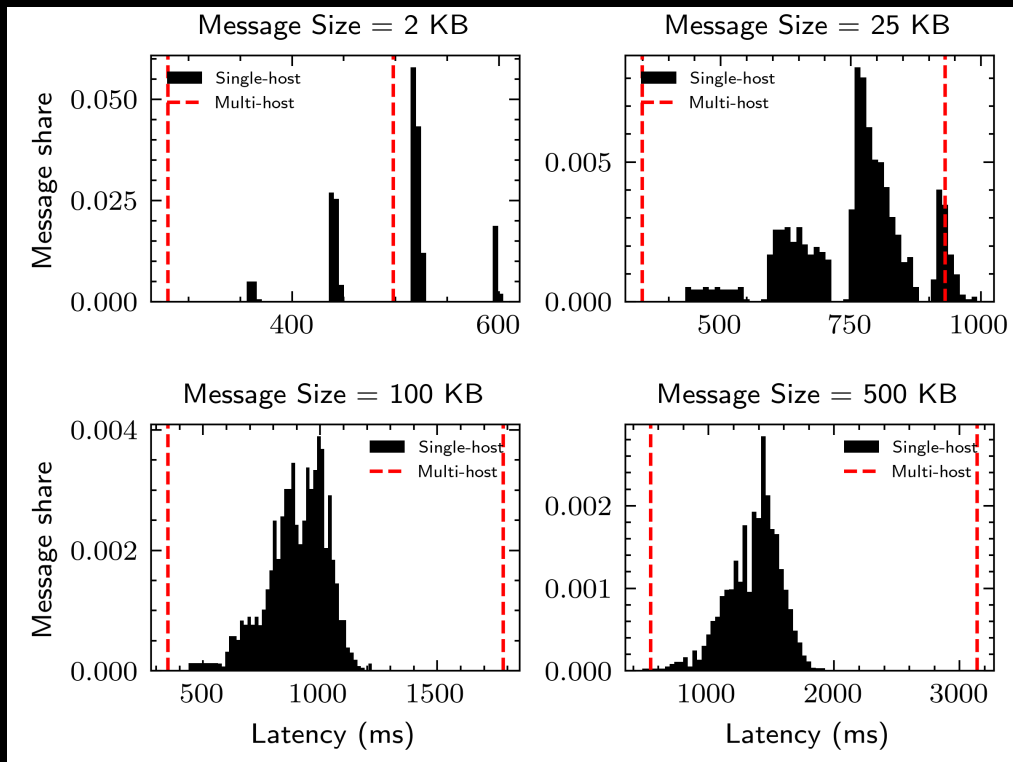 Message Size = 2 KB
Message share
0.050
0.025
0.000
Single-host
Multi-host
400
600
Message Size = 25 KB
0.005
0.000
Single-host
Multi-host
500
750
1000
Message Size = 100 KB
Message share
0.004
0.002
0.000
Single-host
Multi-host
500
1000
1500
Latency (ms)
Message Size = 500 KB
0.002
0.001
0.000
Single-host
Multi-host
1000
2000
3000
Latency (ms)